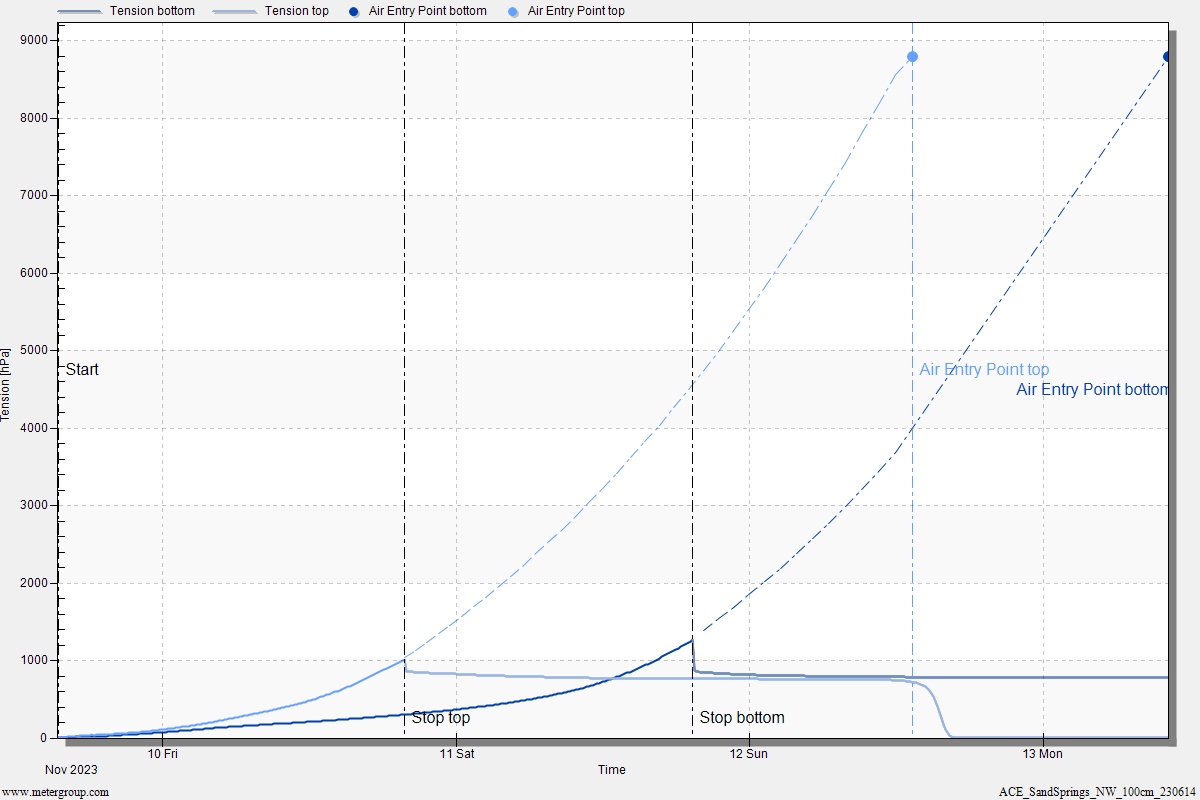 Tension bottom Tension top Air Entry Point bottom Air Entry Point top
9000
8000
7000
6000
5000
4000
3000
2000
1000
0
Tension [hPa]
Start
Air Entry Point top
Air Entry Point bottom
Stop top
Stop bottom
10 Fri 11 Sat 12 Sun 13 Mon
Nov 2023
Time
www.metergroup.com
ACE_SandSprings_NW_100cm_230614